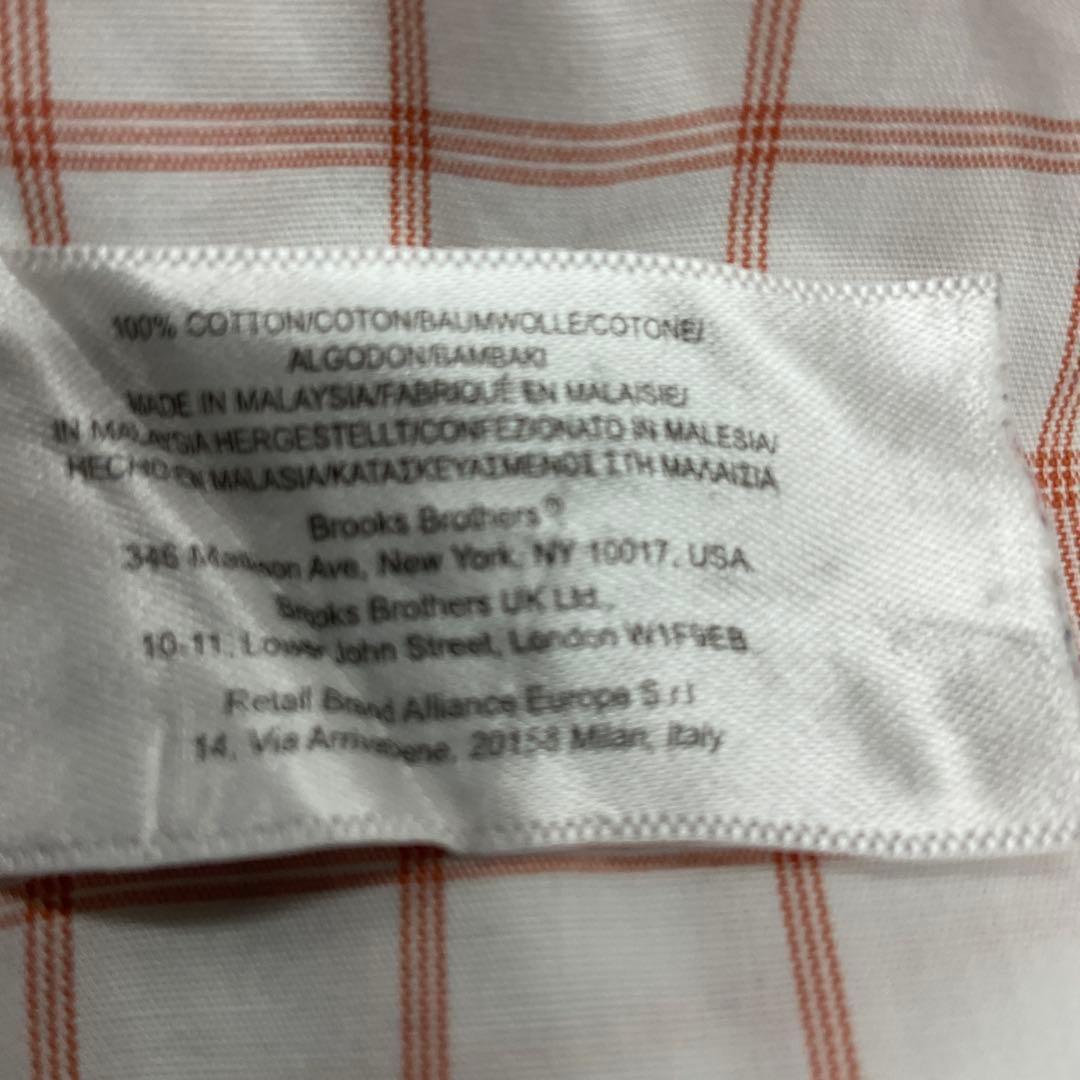 100% COTTON/COTON/BAUMWOLLE/COTONE/
ALGODON/BAMBAKI
MADE IN MALAYSIA/FABRIQUÉ EN MALAISIE/
IN MALAYSIA HERGESTELLT/CONFEZIONATO IN MALESIA/
HECHO EN MALASIA/ΚΑΤΑΣΚΕΥΑΣΜΕΝΟ ΣΤΗ ΜΑΛΑΙΣΙΑ
Brooks Brothers®
346 Madison Ave, New York, NY 10017, USA
Brooks Brothers UK Ltd.,
10-11, Lower John Street, London W1F9EB
Retail Brand Alliance Europe S.r.l
14, Via Arrivabene, 20158 Milan, Italy